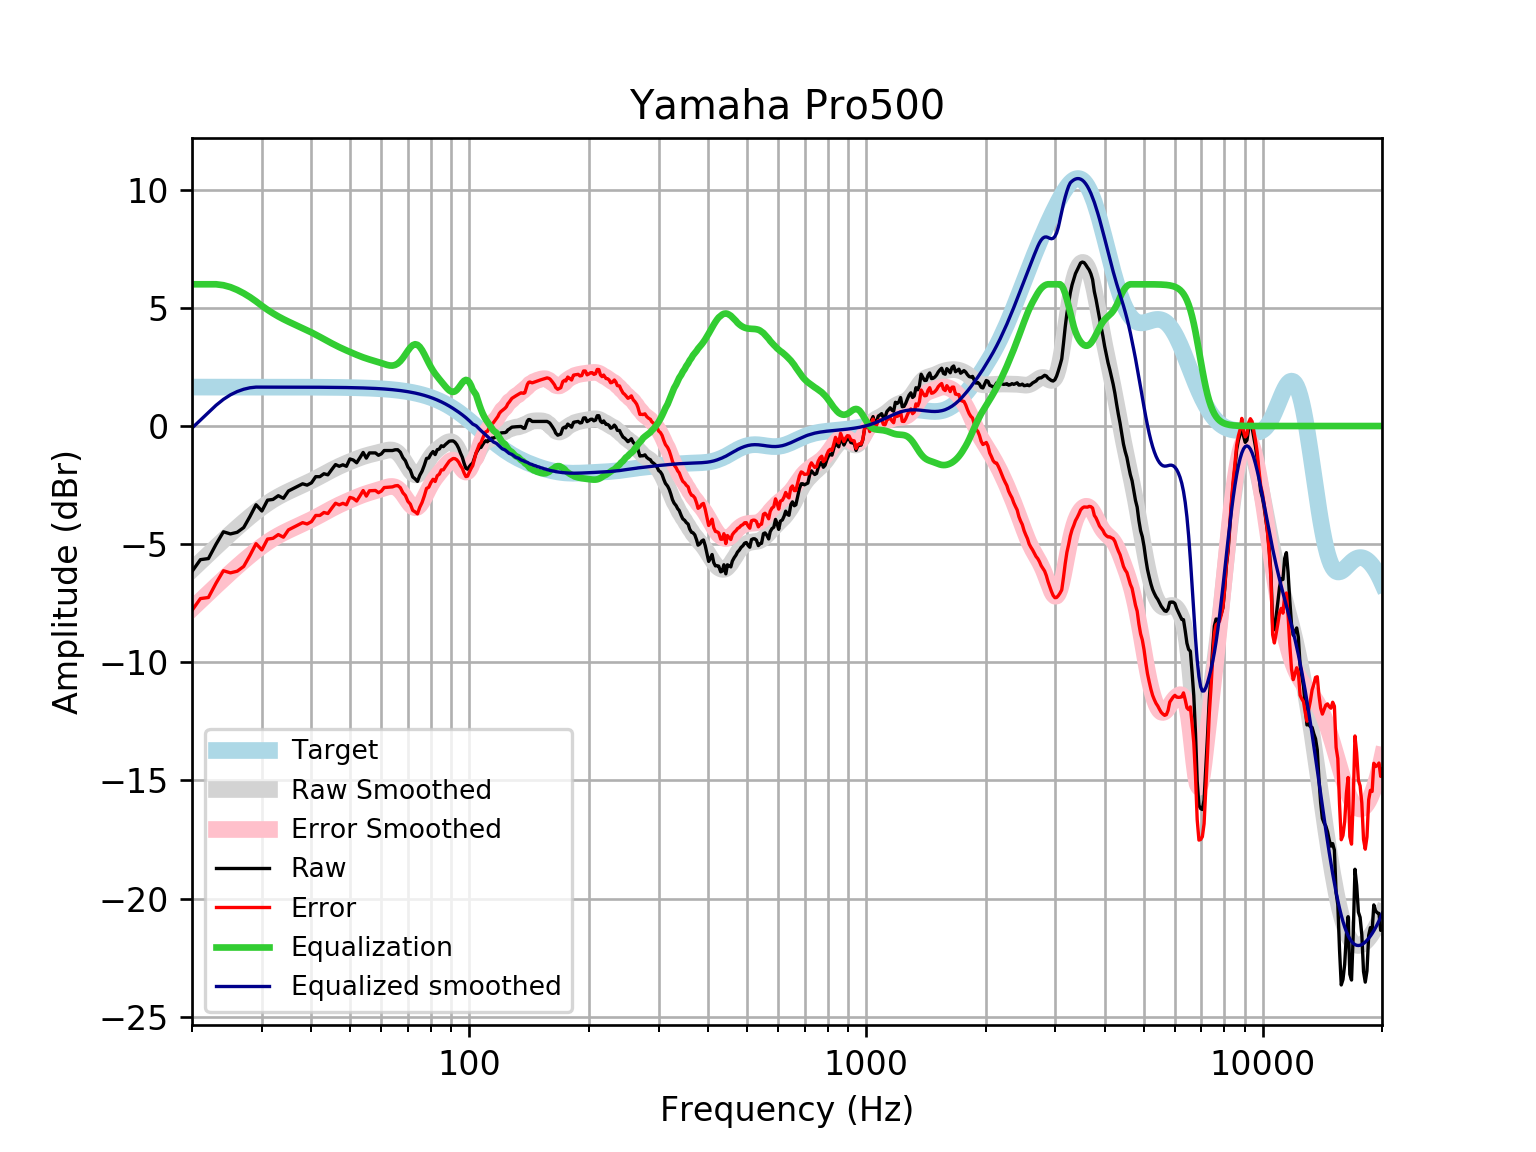 Yamaha Pro500
Amplitude (dBr)
10
5
0
−5
−10
−15
−20
−25
Target
Raw Smoothed
Error Smoothed
Raw
Error
Equalization
Equalized smoothed
100
1000
10000
Frequency (Hz)